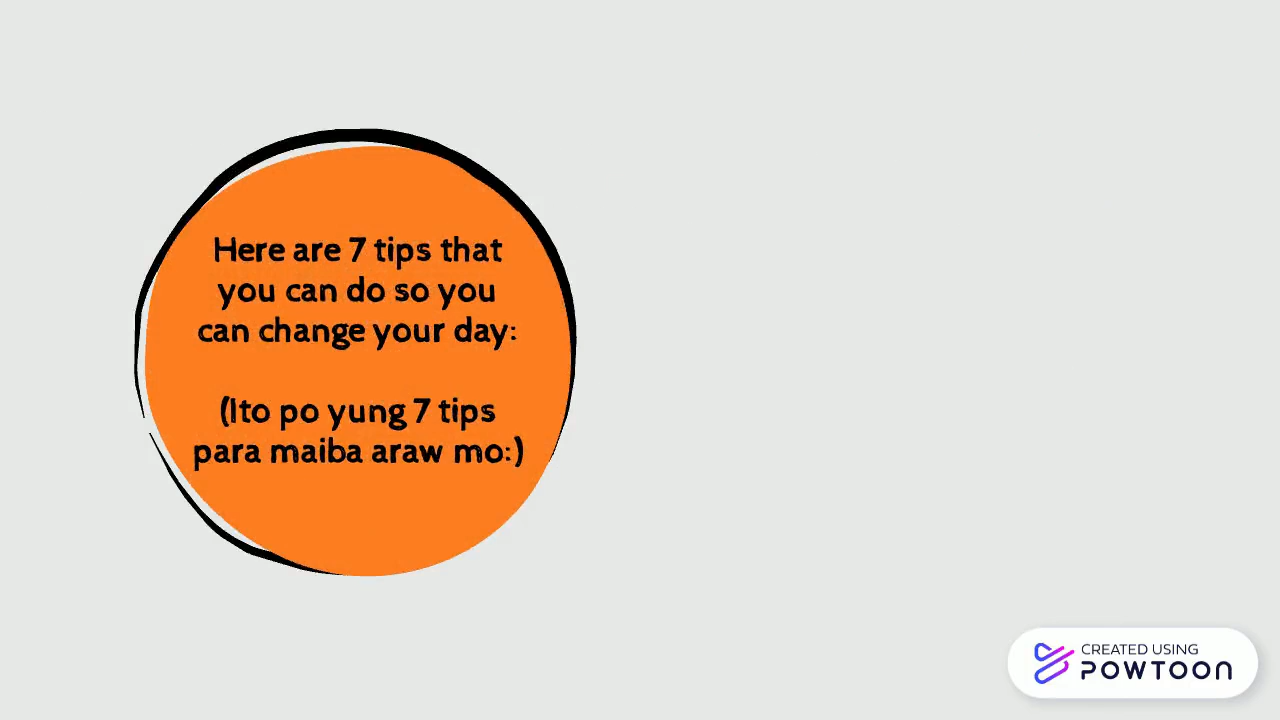 Here are 7 tips that
you can do so you
can change your day:
(Ito po yung 7 tips
para maiba araw mo:)
CREATED USING
POWTOON